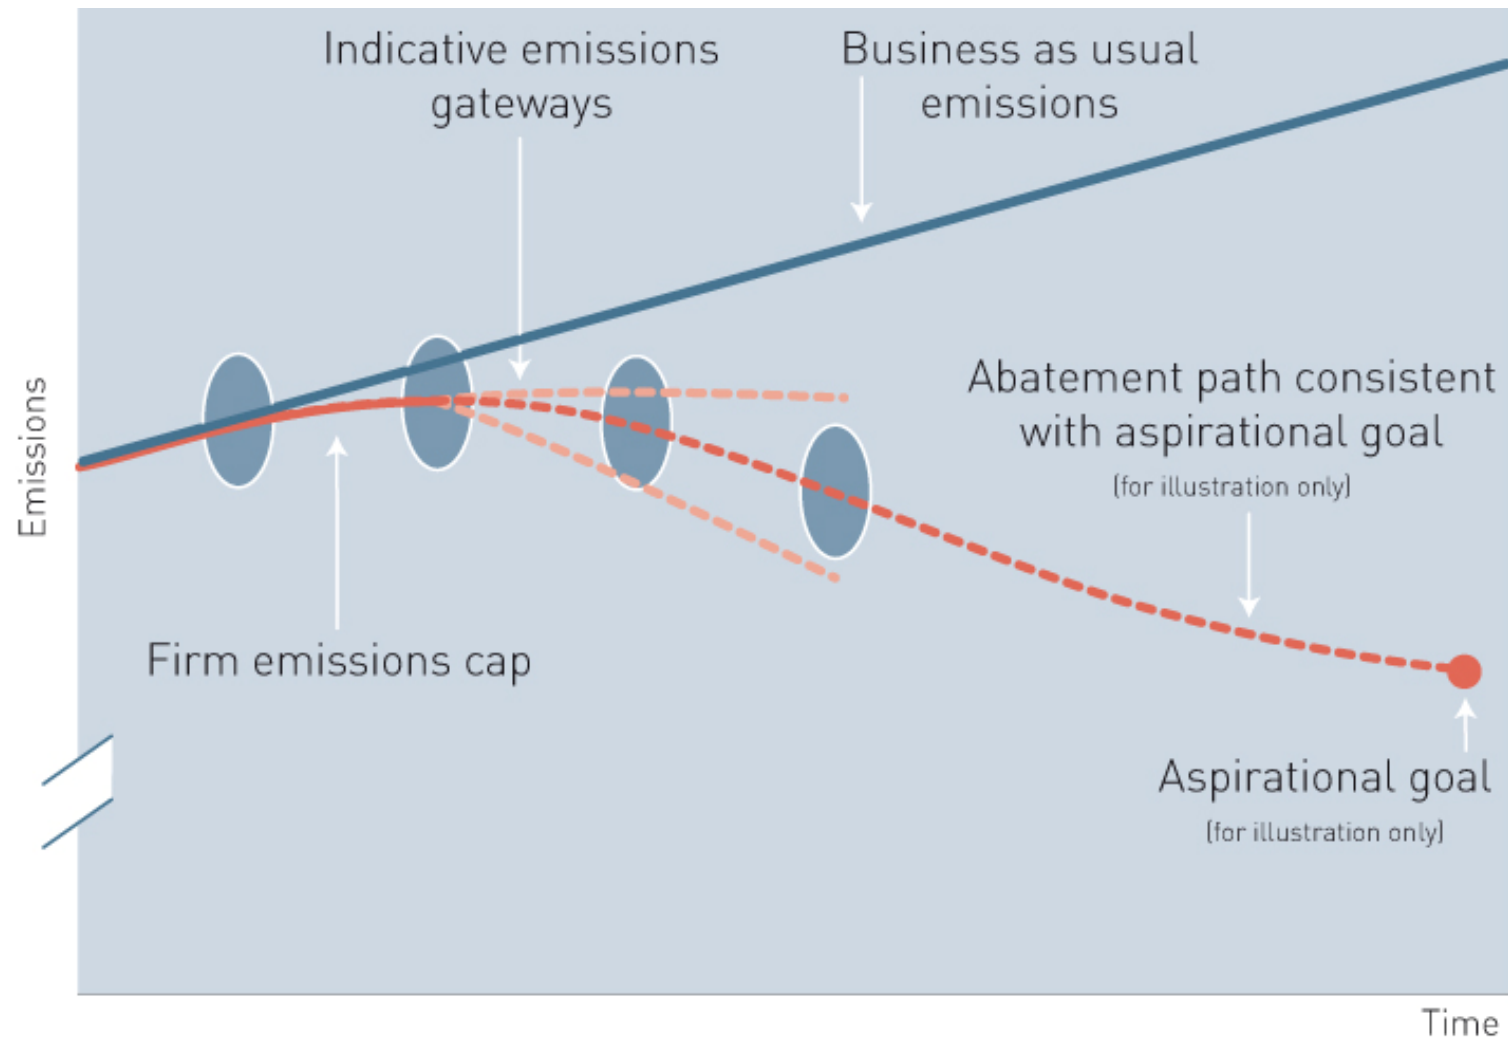 Indicative emissions
gateways
Business as usual
emissions
Abatement path consistent
with aspirational goal
(for illustration only)
Emissions
Firm emissions cap
Aspirational goal
(for illustration only)
Time